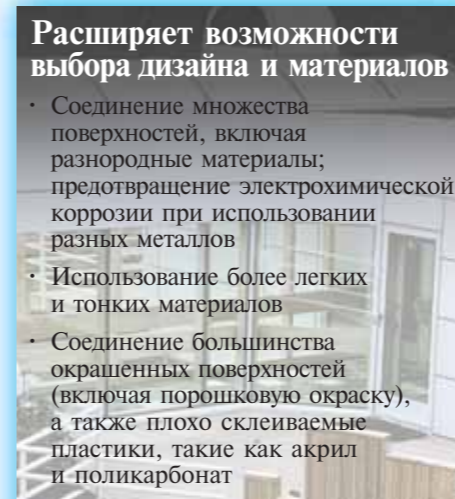 Расширяет возможности
выбора дизайна и материалов
· Соединение множества
поверхностей, включая
разнородные материалы;
предотвращение электрохимической
коррозии при использовании
разных металлов
· Использование более легких
и тонких материалов
· Соединение большинства
окрашенных поверхностей
(включая порошковую окраску),
а также плохо склеиваемые
пластики, такие как акрил
и поликарбонат